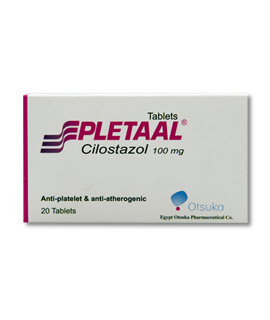 Tablets
PLETAAL®
Cilostazol 100 mg
Anti-platelet & anti-atherogenic
20 Tablets
Otsuka
Egypt Otsuka Pharmaceutical Co.